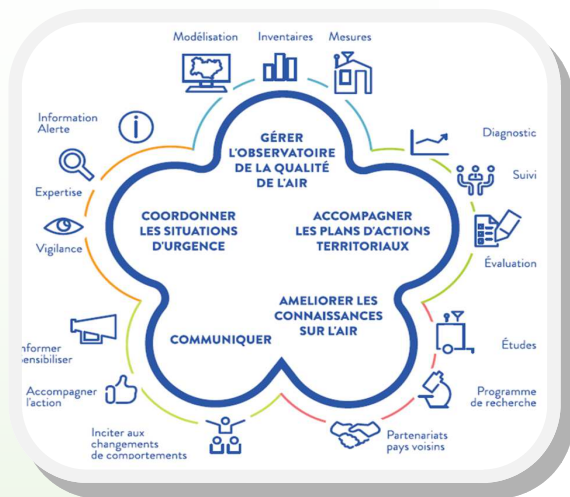 Modélisation
Inventaires
Mesures
Information
Alerte
Expertise
Vigilance
Diagnostic
Suivi
Évaluation
GÉRER
L'OBSERVATOIRE
DE LA QUALITÉ
DE L'AIR
COORDONNER
LES SITUATIONS
D'URGENCE
ACCOMPAGNER
LES PLANS D'ACTIONS
TERRITORIAUX
AMELIORER LES
CONNAISSANCES
SUR L'AIR
COMMUNIQUER
nformer
ensibiliser
Accompagner
l'action
Inciter aux
changements
de comportements
Études
Programme
de recherche
Partenariats
pays voisins